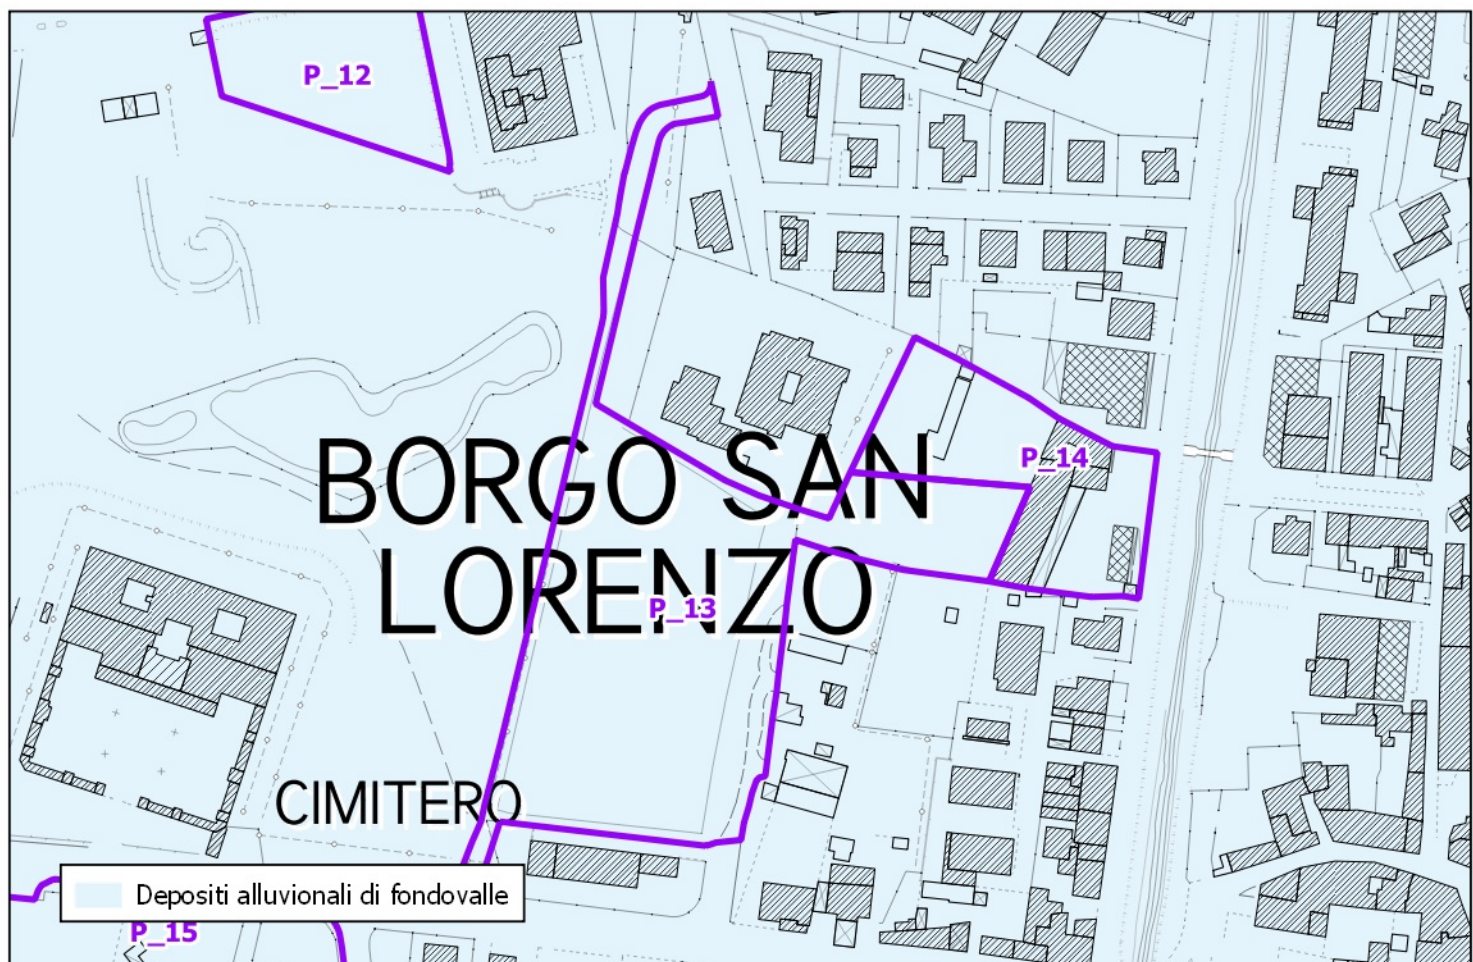 P_12
P_14
BORGO SAN
LORENZO
P_13
CIMITERO
Depositi alluvionali di fondovalle
P_15